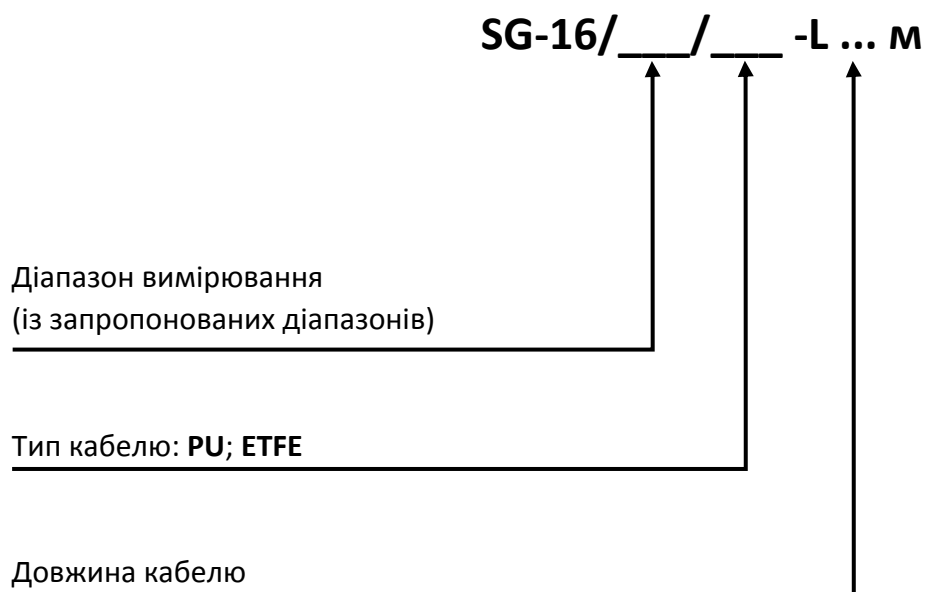 SG-16/___/___ -L ... м
Діапазон вимірювання
(із запропонованих діапазонів)
Тип кабелю: PU; ETFE
Довжина кабелю